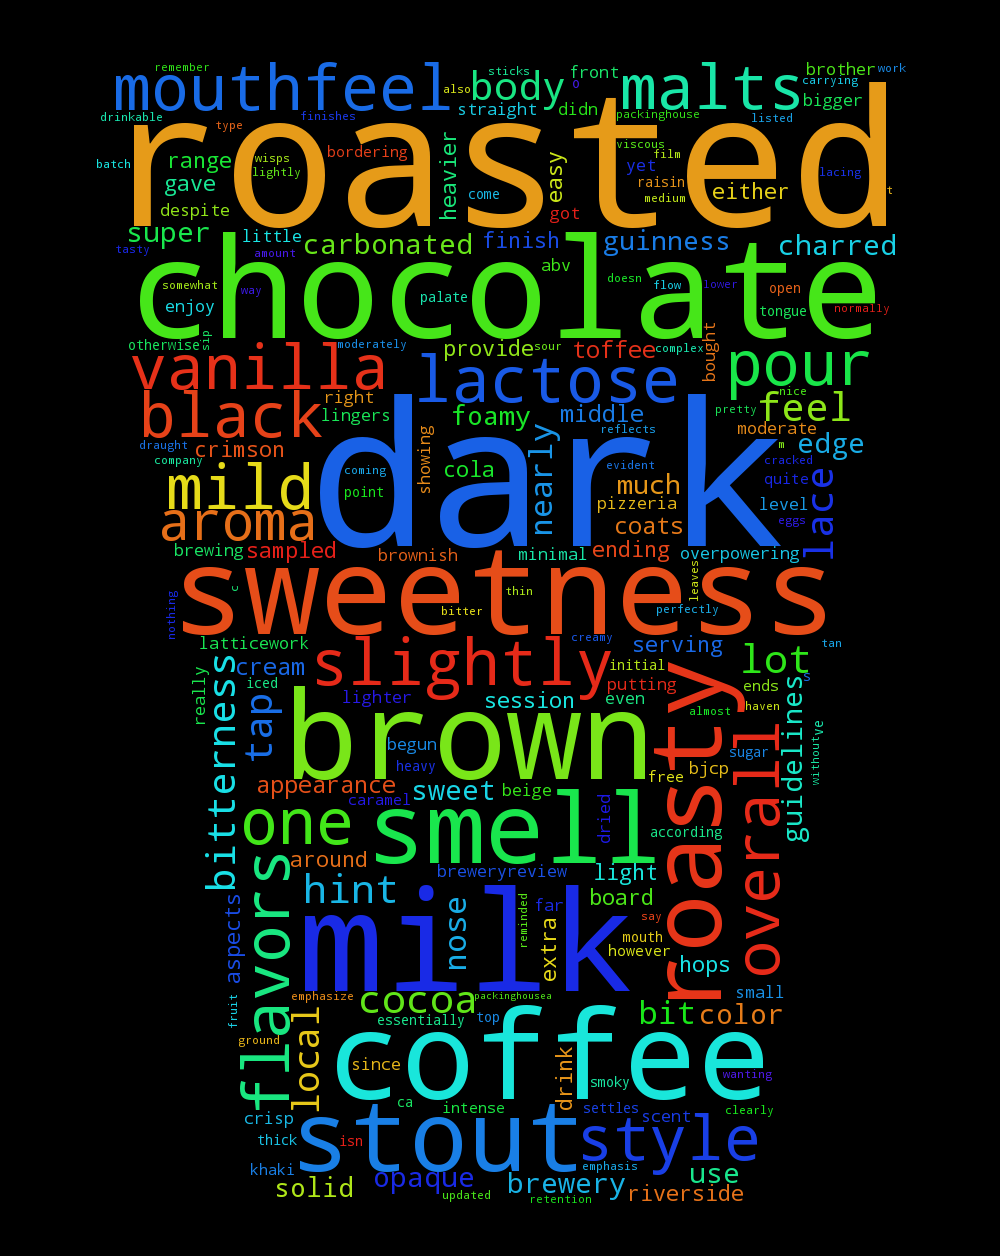 remember
mouthfeel
also
sticks
body
front
o
malts
brother
work
carrying
bigger
drinkable
finishes
straight
didn
packinghouse
listed
type
roasted
batch
range
wisps
lightly
bordering
heavier
easy
viscous
film
yet
raisin
medium
either
lacing
t
gave
come
despite
got
super
little
carbonated
finish
guinness
charred
tasty
amount
abv
chocolate
somewhat
way
palate
doesn
flow
lower
open
enjoy
tongue
normally
otherwise
sip
moderately
provide
sour
toffee
complex
bought
pour
vanilla
lactose
nice
right
black
lingers
foamy
middle
reflects
pretty
feel
moderate
m
edge
draught
crimson
company
showing
nearly
dark
coming
cola
evident
cracked
mild
point
much
quite
pizzeria
level
lace
aroma
coats
eggs
brewing
sampled
brownish
minimal
ending
overpowering
sweetness
nothing
c
thin
leaves
bitter
perfectly
latticework
creamy
serving
tan
slightly
initial
lot
bitterness
cream
really
iced
lighter
session
putting
even
ends
s
almost
haven
tap
brown
roasty
overall
guidelines
without
ve
begun
heavy
sugar
bjcp
free
appearance
caramel
sweet
beige
dried
one
smell
according
around
breweryreview
light
flavors
hint
board
aspects
nose
milk
reminded
far
extra
say
mouth
however
hops
fruit
emphasize
cocoa
packinghousea
small
local
essentially
top
bit
color
ground
since
coffee
drink
smoky
wanting
ca
intense
settles
scent
clearly
crisp
thick
isn
stout
style
khaki
emphasis
solid
opaque
brewery
use
updated
retention
riverside